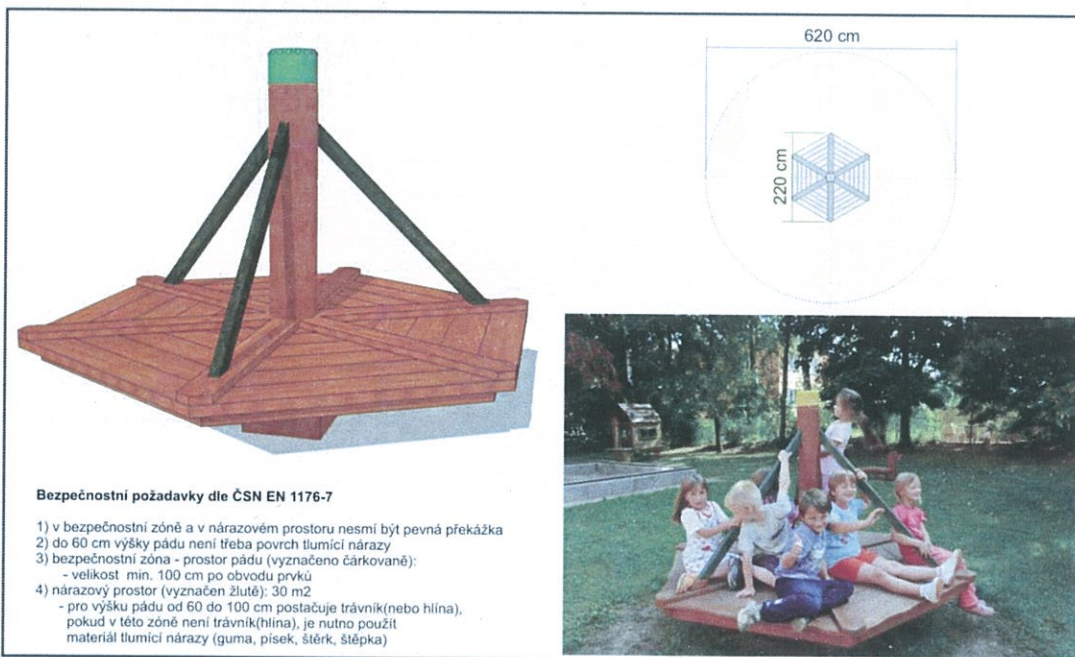 620 cm
220 cm
Bezpečnostní požadavky dle ČSN EN 1176-7
1) v bezpečnostní zóně a v nárazovém prostoru nesmí být pevná překážka
2) do 60 cm výšky pádu není třeba povrch tlumící nárazy
3) bezpečnostní zóna - prostor pádu (vyznačeno čárkovaně):
- velikost min. 100 cm po obvodu prvků
4) nárazový prostor (vyznačen žlutě): 30 m2
- pro výšku pádu od 60 do 100 cm postačuje trávník(nebo hlína),
pokud v této zóně není trávník(hlína), je nutno použít
materiál tlumící nárazy (guma, písek, štěrk, štěpka)